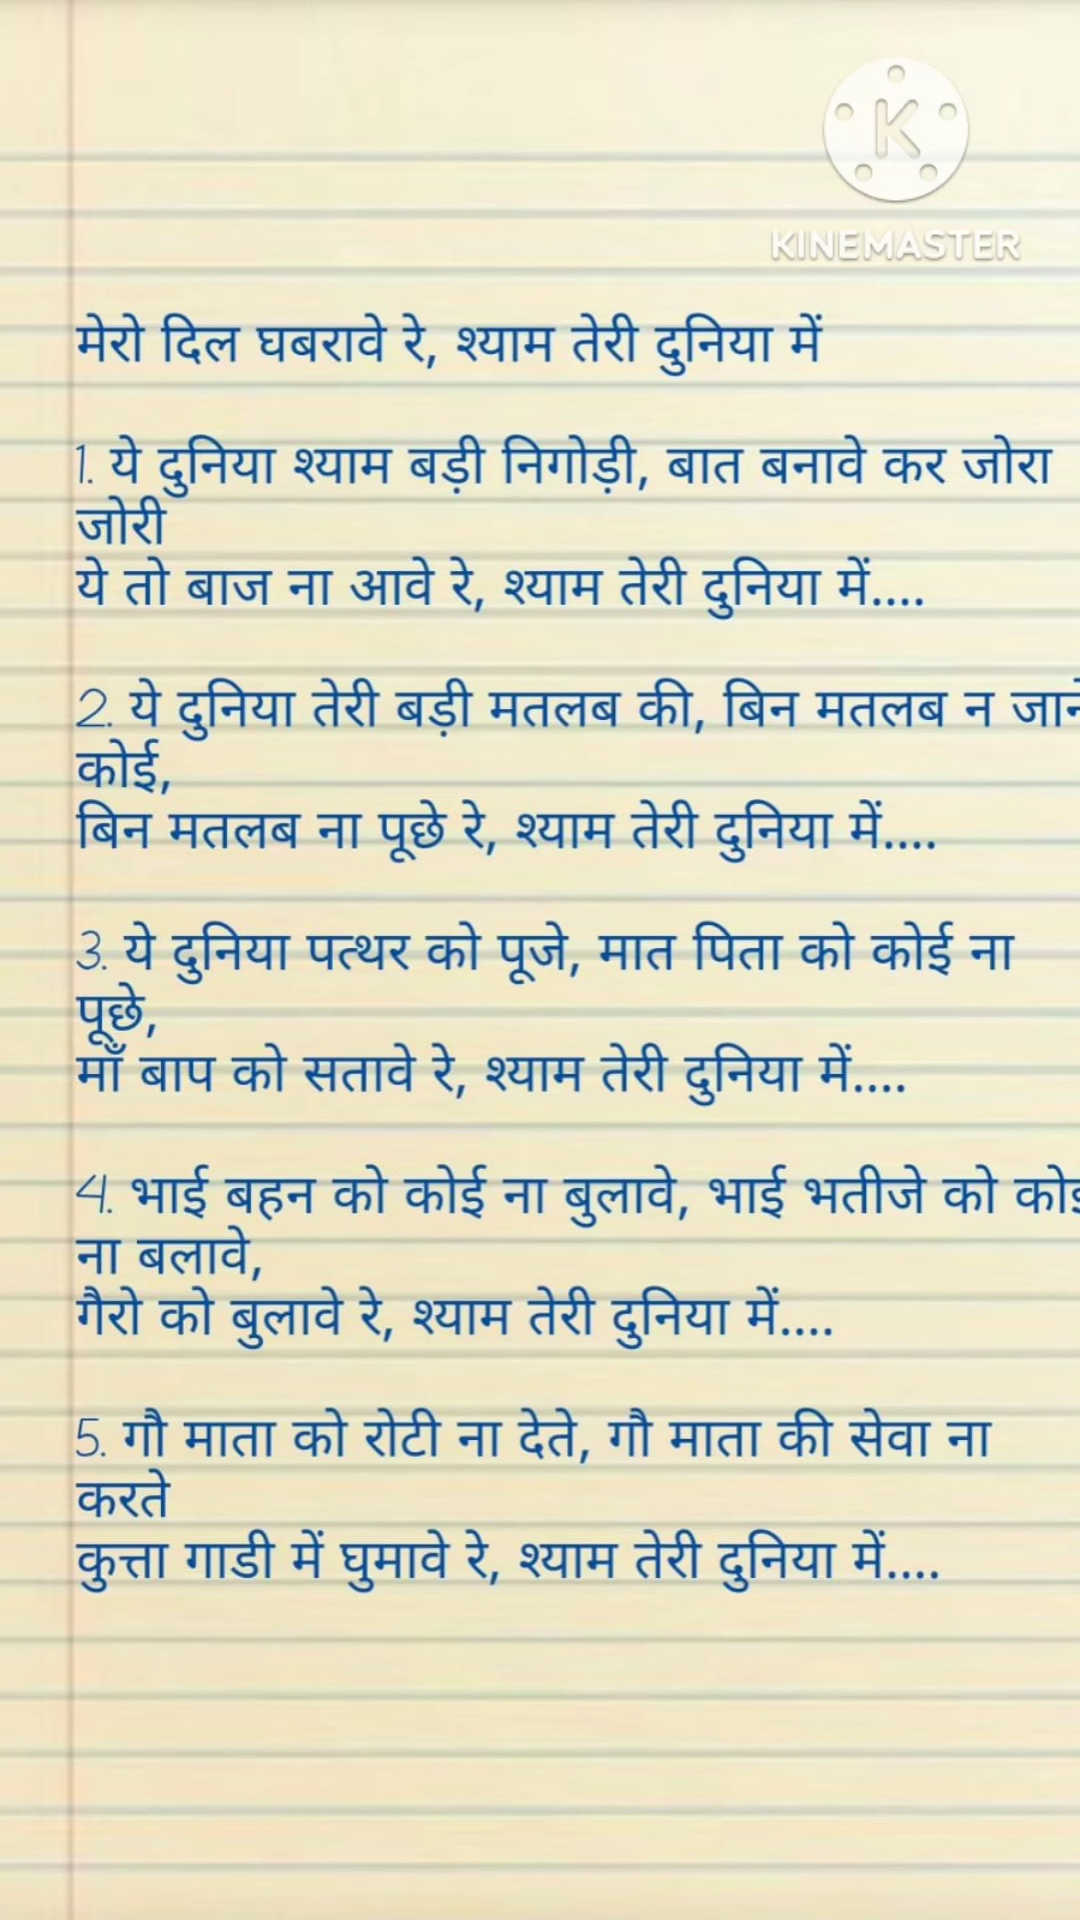 KINEMASTER
मेरो दिल घबरावे रे, श्याम तेरी दुनिया में
1. ये दुनिया श्याम बड़ी निगोड़ी, बात बनावे कर जोरा
जोरी
ये तो बाज ना आवे रे, श्याम तेरी दुनिया में....
2. ये दुनिया तेरी बड़ी मतलब की, बिन मतलब न
कोई,
बिन मतलब ना पूछे रे, श्याम तेरी दुनिया में....
3. ये दुनिया पत्थर को पूजे, मात पिता को कोई ना
पूछे,
माँ बाप को सतावे रे, श्याम तेरी दुनिया में....
4. भाई बहन को कोई ना बुलावे, भाई भतीजे को
ना बलावे,
गैरो को बुलावे रे, श्याम तेरी दुनिया में....
5. गौ माता को रोटी ना देते, गौ माता की सेवा ना
करते
कुत्ता गाडी में घुमावे रे, श्याम तेरी दुनिया में....